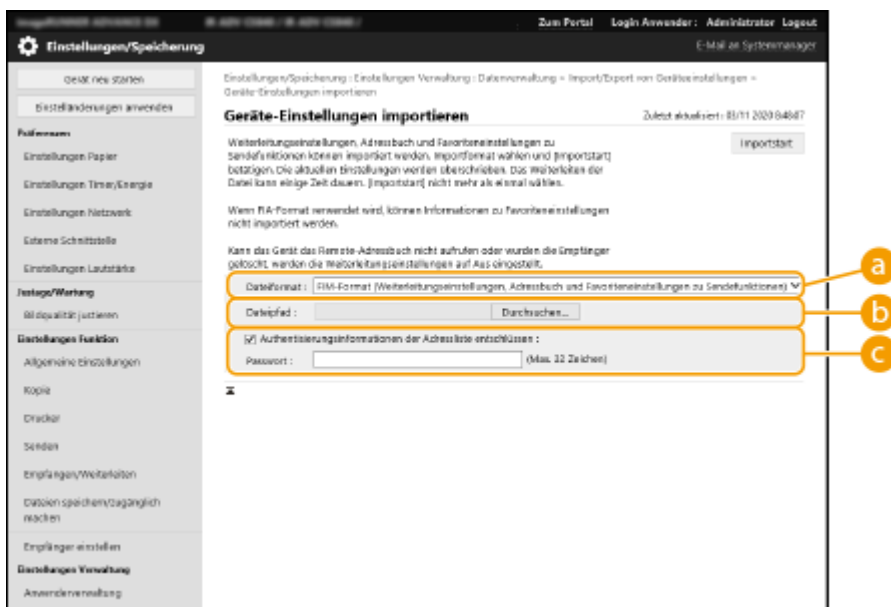 Zum Portal Login Anwender: Administrator Logout
Einstellungen/Speicherung
E-Mail an Systemmanager
Gerät neu starten
Einstelländerungen anwenden
Präferenzen
Einstellungen Papier
Einstellungen Timer/Energie
Einstellungen Netzwerk
Externe Schnittstelle
Einstellungen Lautstärke
Justage/Wartung
Bildqualität justieren
Einstellungen Funktion
Allgemeine Einstellungen
Kopie
Drucker
Senden
Empfangen/Weiterleiten
Dateien speichern/zugänglich
machen
Empfänger einstellen
Einstellungen Verwaltung
Anwenderverwaltung
Einstellungen/Speicherung : Einstellungen Verwaltung : Datenverwaltung > Import/Export von Geräteeinstellungen >
Geräte-Einstellungen importieren
Geräte-Einstellungen importieren
Zuletzt aktualisiert :
Weiterleitungseinstellungen, Adressbuch und Favoriteneinstellungen zu
Sendefunktionen können importiert werden. Importformat wählen und [Importstart]
betätigen. Die aktuellen Einstellungen werden überschrieben. Das Weiterleiten der
Datei kann einige Zeit dauern. [Importstart] nicht mehr als einmal wählen.
Importstart
Wenn FIA-Format verwendet wird, können Informationen zu Favoriteneinstellungen
nicht importiert werden.
Kann das Gerät das Remote-Adressbuch nicht aufrufen oder wurden die Empfänger
gelöscht, werden die Weiterleitungseinstellungen auf Aus eingestellt.
Dateiformat : FIM-Format (Weiterleitungseinstellungen, Adressbuch und Favoriteneinstellungen zu Sendefunktionen)
a
Dateipfad : Durchsuchen...
b
Authentisierungsinformationen der Adressliste entschlüssen :
Passwort : (Max. 32 Zeichen)
c